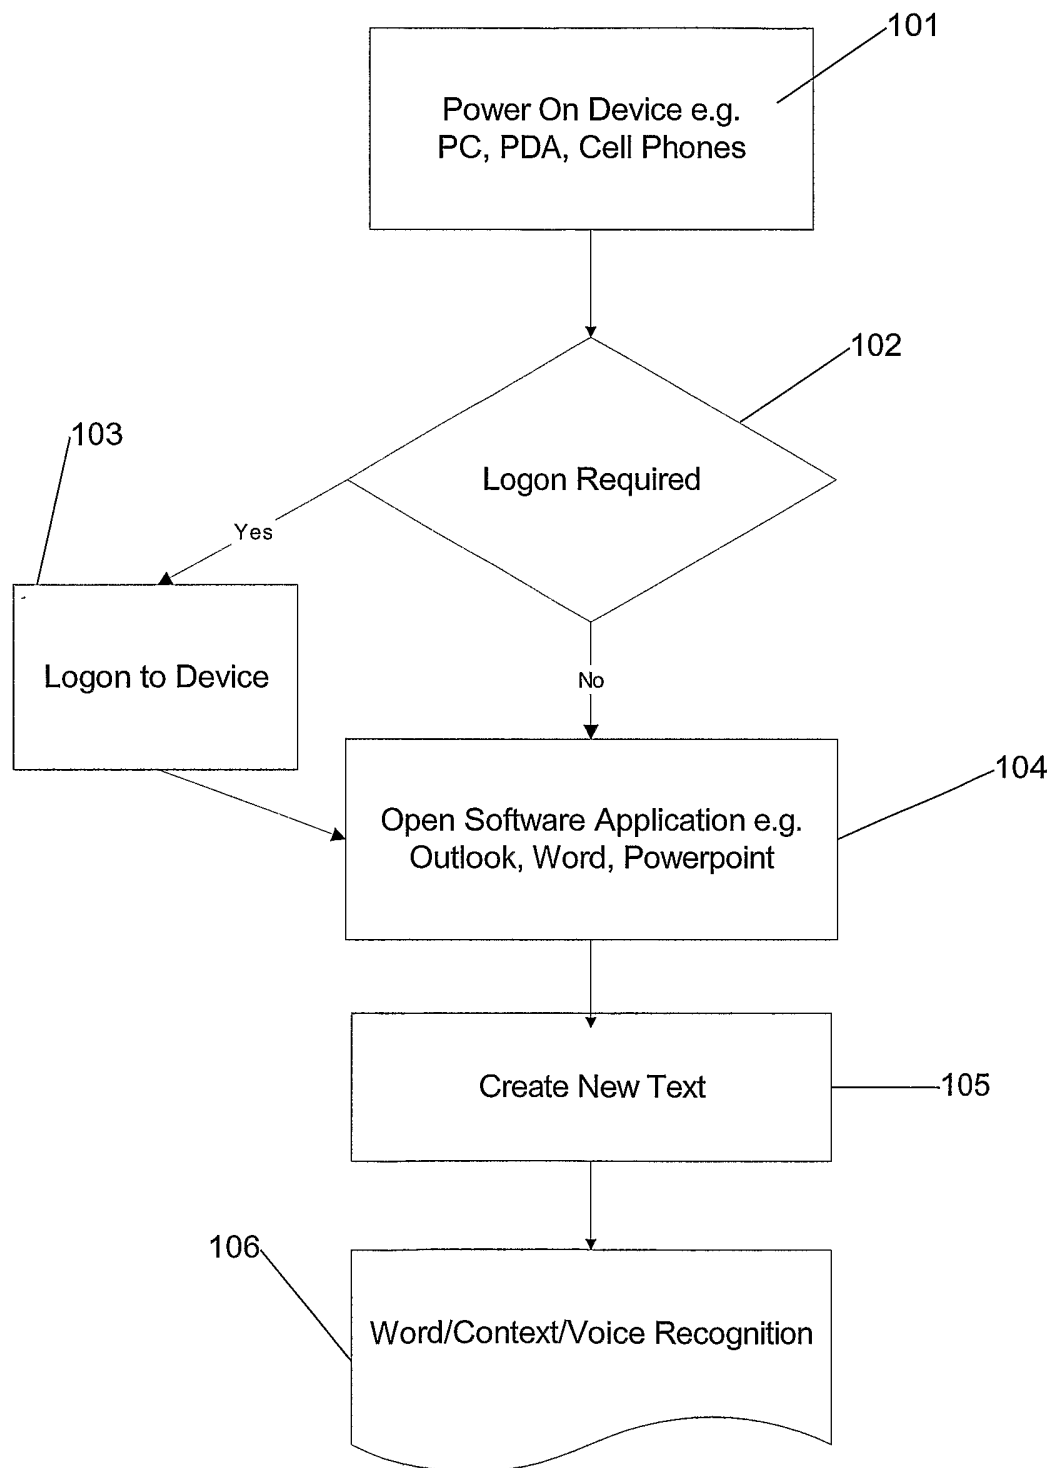 101
Power On Device e.g.
PC, PDA, Cell Phones
102
Logon Required
103
Yes
Logon to Device
No
104
Open Software Application e.g.
Outlook, Word, Powerpoint
Create New Text
105
106
Word/Context/Voice Recognition